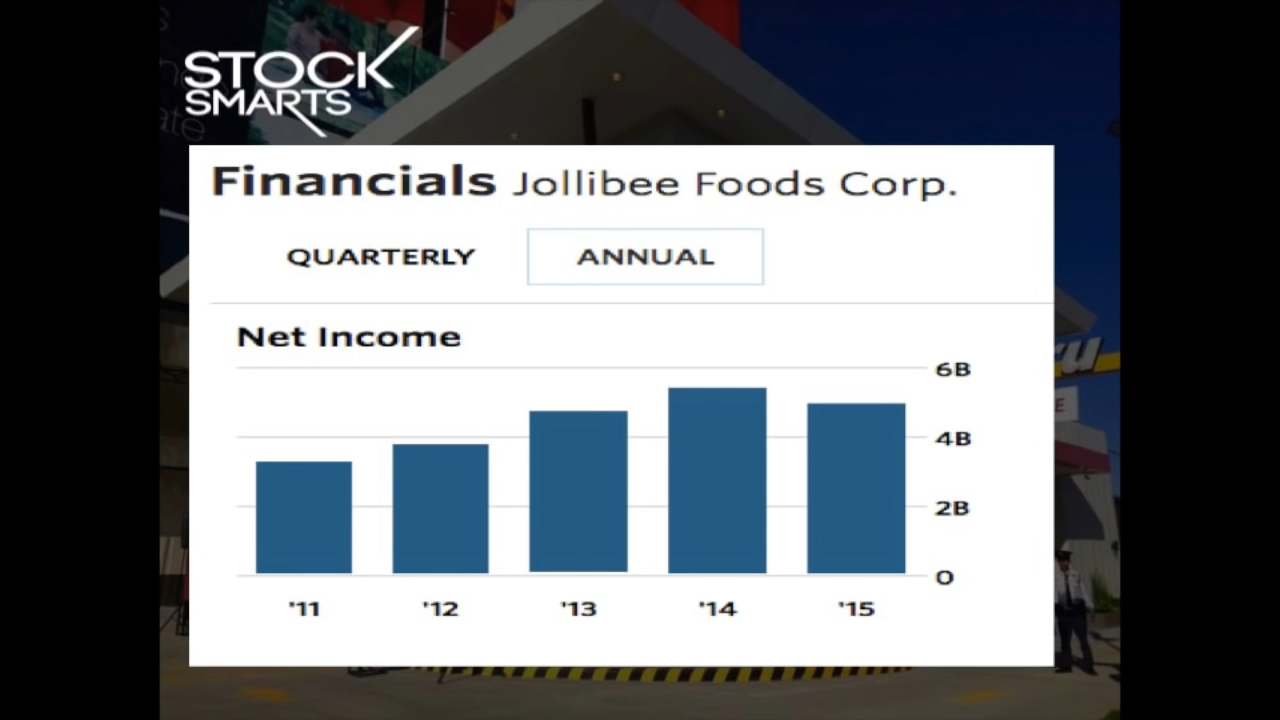 STOCK
SMARTS
Financials Jollibee Foods Corp.
QUARTERLY ANNUAL
Net Income
6B
4B
2B
0
'11 '12 '13 '14 '15